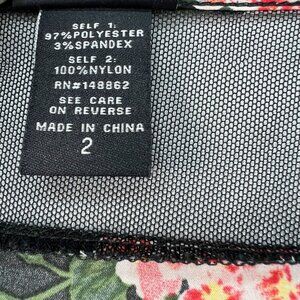 SELF 1:
97%POLYESTER
3%SPANDEX
SELF 2:
100%NYLON
RN#148862
SEE CARE
ON REVERSE
MADE IN CHINA
2